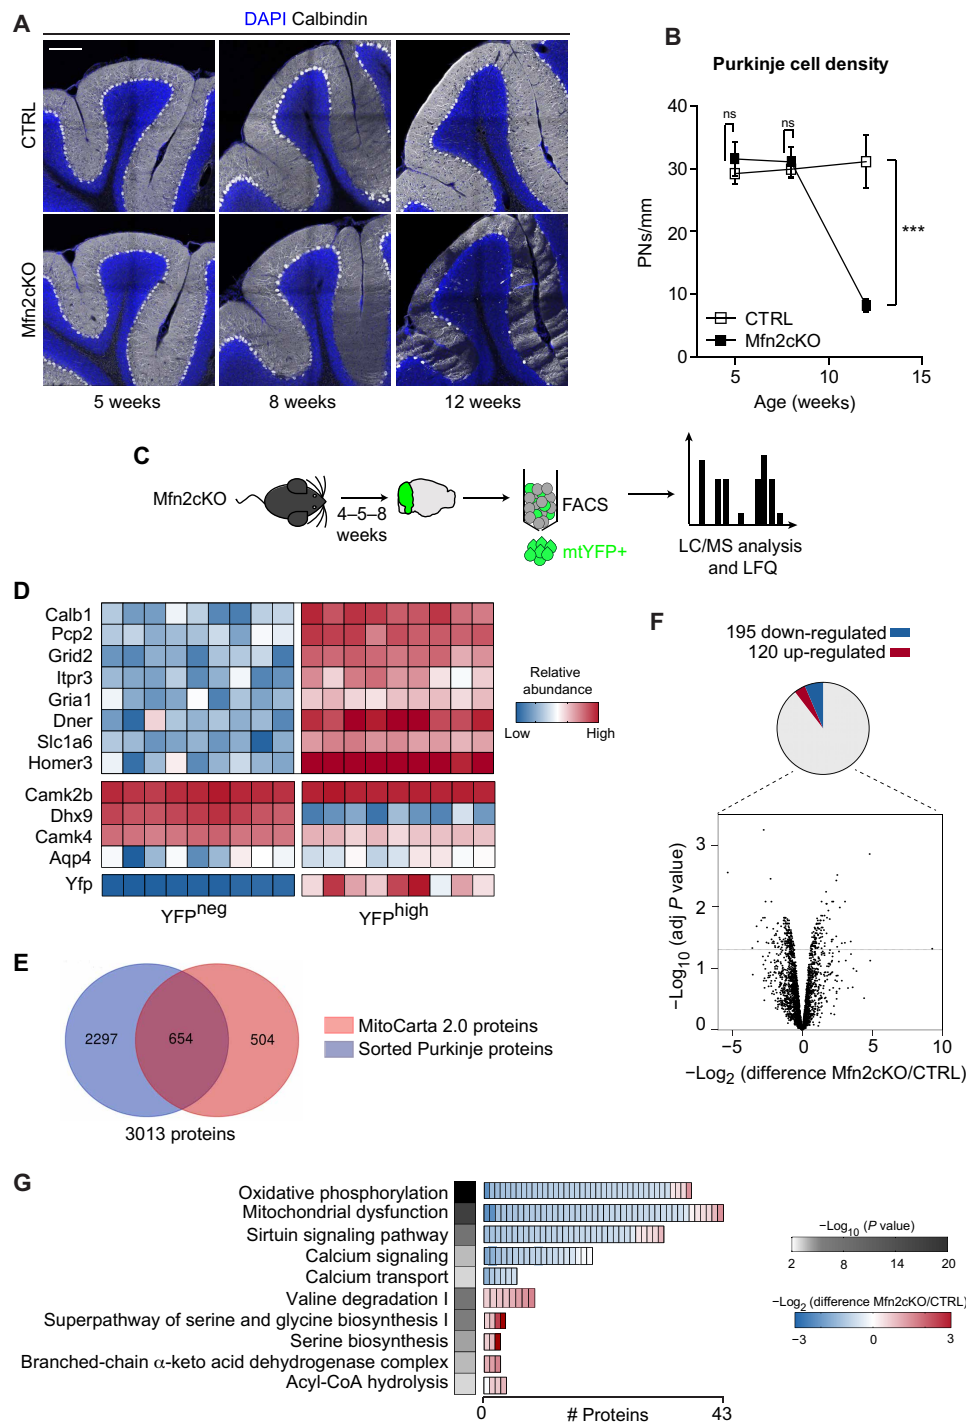 A
DAPI Calbindin
CTRL
Mfn2cKO
5 weeks
8 weeks
12 weeks
B
Purkinje cell density
40
30
20
10
0
PNs/mm
ns
ns
***
CTRL
Mfn2cKO
5
10
15
Age (weeks)
C
Mfn2cKO
4–5–8
weeks
FACS
mtYFP+
LC/MS analysis
and LFQ
D
Calb1
Pcp2
Grid2
Itpr3
Gria1
Dner
Slc1a6
Homer3
Camk2b
Dhx9
Camk4
Aqp4
Yfp
YFPneg
YFPhigh
Relative
abundance
Low
High
E
2297
654
504
3013 proteins
MitoCarta 2.0 proteins
Sorted Purkinje proteins
F
195 down-regulated
120 up-regulated
3
2
1
0
−Log10 (adj P value)
−5
0
5
10
−Log2 (difference Mfn2cKO/CTRL)
G
Oxidative phosphorylation
Mitochondrial dysfunction
Sirtuin signaling pathway
Calcium signaling
Calcium transport
Valine degradation I
Superpathway of serine and glycine biosynthesis I
Serine biosynthesis
Branched-chain α-keto acid dehydrogenase complex
Acyl-CoA hydrolysis
0
# Proteins
43
−Log10 (P value)
2
8
14
20
−Log2 (difference Mfn2cKO/CTRL)
−3
0
3